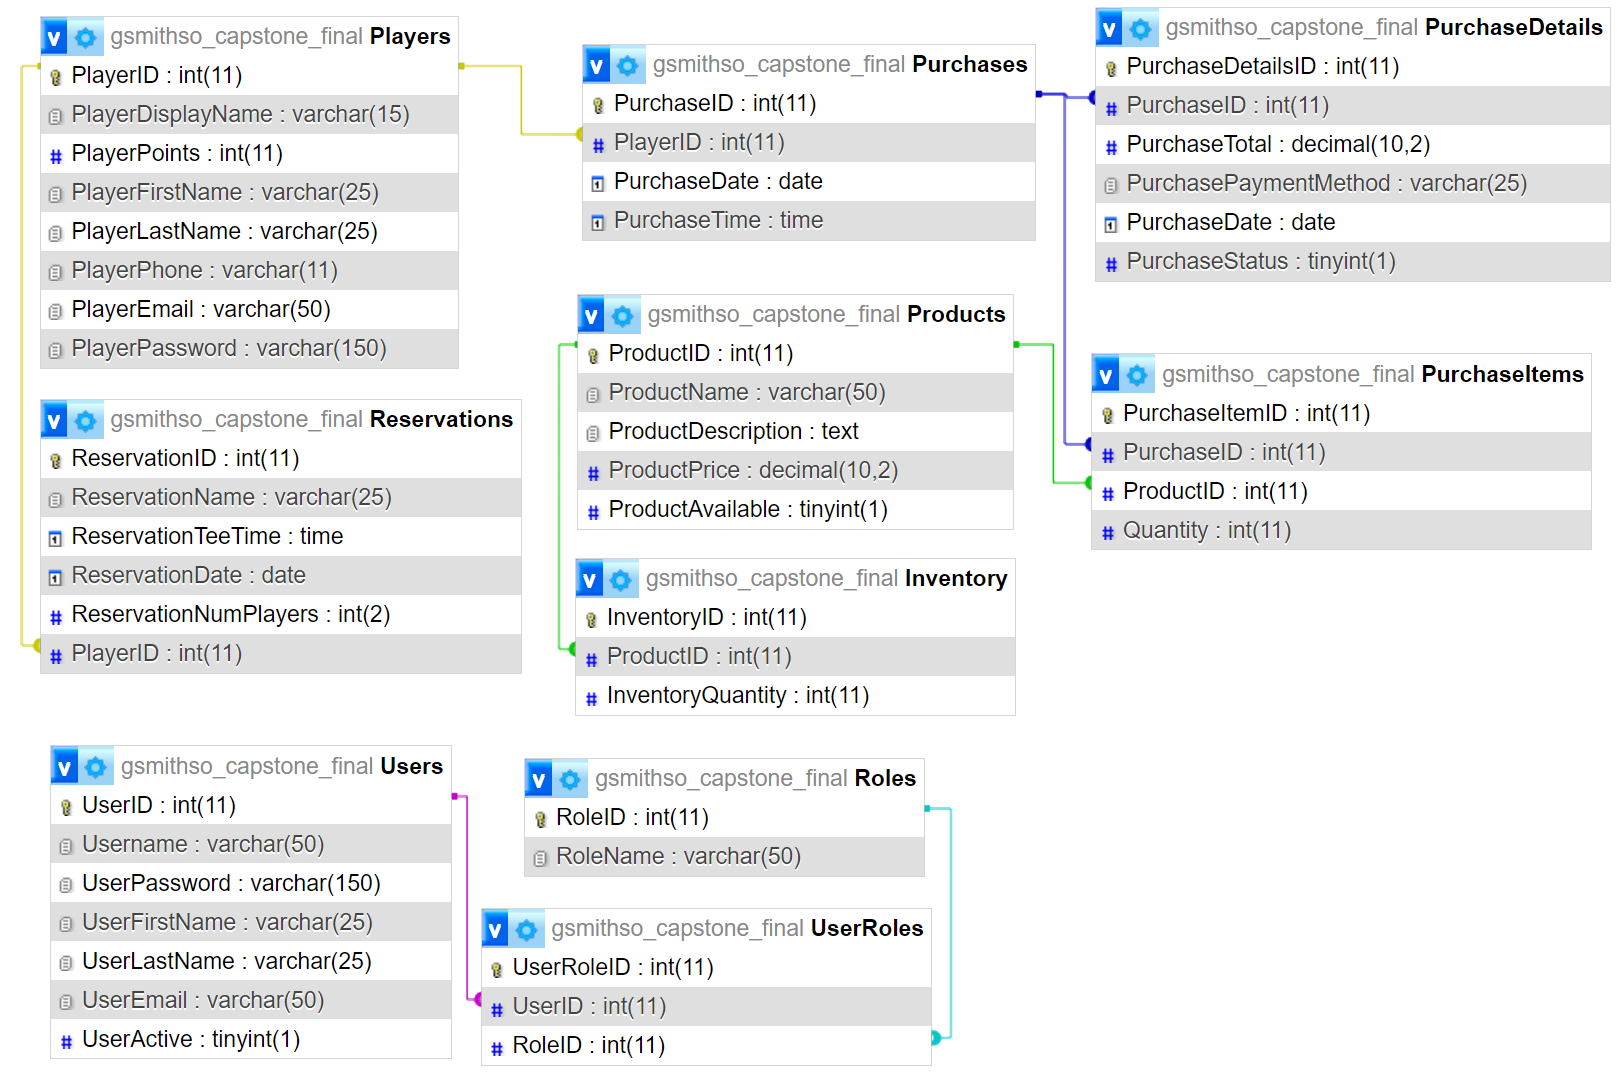 v gsmithso_capstone_final Players
PlayerID : int(11)
PlayerDisplayName : varchar(15)
# PlayerPoints : int(11)
PlayerFirstName : varchar(25)
PlayerLastName : varchar(25)
PlayerPhone : varchar(11)
PlayerEmail : varchar(50)
PlayerPassword : varchar(150)
v gsmithso_capstone_final Reservations
ReservationID : int(11)
ReservationName : varchar(25)
ReservationTeeTime : time
ReservationDate : date
# ReservationNumPlayers : int(2)
# PlayerID : int(11)
v gsmithso_capstone_final Purchases
PurchaseID : int(11)
# PlayerID : int(11)
PurchaseDate : date
PurchaseTime : time
v gsmithso_capstone_final Products
ProductID : int(11)
ProductName : varchar(50)
ProductDescription : text
# ProductPrice : decimal(10,2)
# ProductAvailable : tinyint(1)
v gsmithso_capstone_final Inventory
InventoryID : int(11)
# ProductID : int(11)
# InventoryQuantity : int(11)
v gsmithso_capstone_final PurchaseDetails
PurchaseDetailsID : int(11)
# PurchaseID : int(11)
# PurchaseTotal : decimal(10,2)
PurchasePaymentMethod : varchar(25)
PurchaseDate : date
# PurchaseStatus : tinyint(1)
v gsmithso_capstone_final PurchaseItems
PurchaseItemID : int(11)
# PurchaseID : int(11)
# ProductID : int(11)
# Quantity : int(11)
v gsmithso_capstone_final Users
UserID : int(11)
Username : varchar(50)
UserPassword : varchar(150)
UserFirstName : varchar(25)
UserLastName : varchar(25)
UserEmail : varchar(50)
# UserActive : tinyint(1)
v gsmithso_capstone_final Roles
RoleID : int(11)
RoleName : varchar(50)
v gsmithso_capstone_final UserRoles
UserRoleID : int(11)
# UserID : int(11)
# RoleID : int(11)